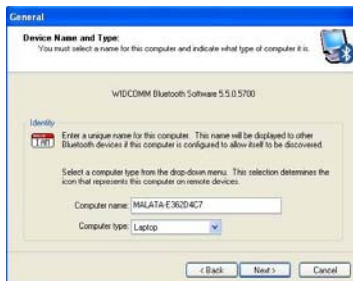 General
Device Name and Type:
You must select a name for this computer and indicate what type of computer it is.
WIDCOMM Bluetooth Software 5.5.0.5700
Identity
Enter a unique name for this computer. This name will be displayed to other
Bluetooth devices if this computer is configured to allow itself to be discovered.
Select a computer type from the drop-down menu. This selection determines the
icon that represents this computer on remote devices.
Computer name: MALATA-E362D4C7
Computer type: Laptop
< Back Next > Cancel